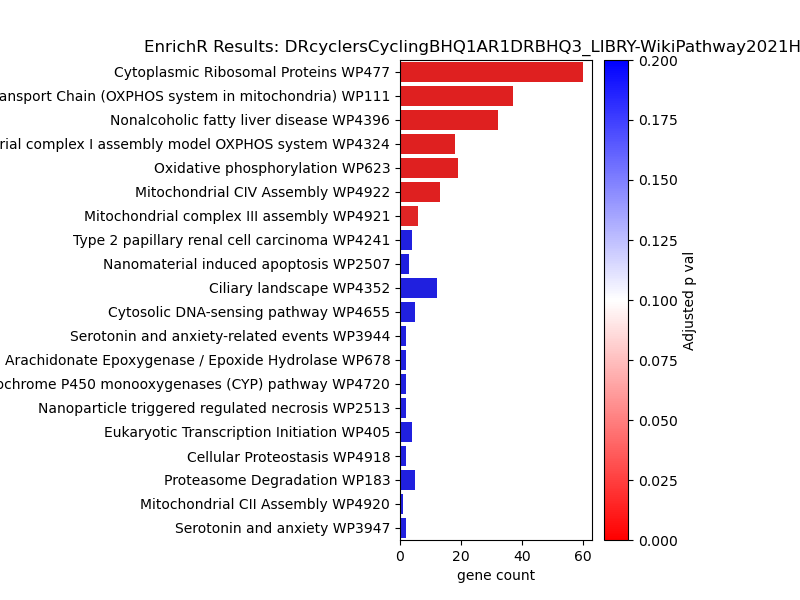 EnrichR Results: DRcyclersCyclingBHQ1AR1DRBHQ3_LIBRY-WikiPathway2021H
Cytoplasmic Ribosomal Proteins WP477
ansport Chain (OXPHOS system in mitochondria) WP111
Nonalcoholic fatty liver disease WP4396
rial complex I assembly model OXPHOS system WP4324
Oxidative phosphorylation WP623
Mitochondrial CIV Assembly WP4922
Mitochondrial complex III assembly WP4921
Type 2 papillary renal cell carcinoma WP4241
Nanomaterial induced apoptosis WP2507
Ciliary landscape WP4352
Cytosolic DNA-sensing pathway WP4655
Serotonin and anxiety-related events WP3944
Arachidonate Epoxygenase / Epoxide Hydrolase WP678
ochrome P450 monooxygenases (CYP) pathway WP4720
Nanoparticle triggered regulated necrosis WP2513
Eukaryotic Transcription Initiation WP405
Cellular Proteostasis WP4918
Proteasome Degradation WP183
Mitochondrial CII Assembly WP4920
Serotonin and anxiety WP3947
0 20 40 60
gene count
0.200
0.175
0.150
0.125
0.100
0.075
0.050
0.025
0.000
Adjusted p val